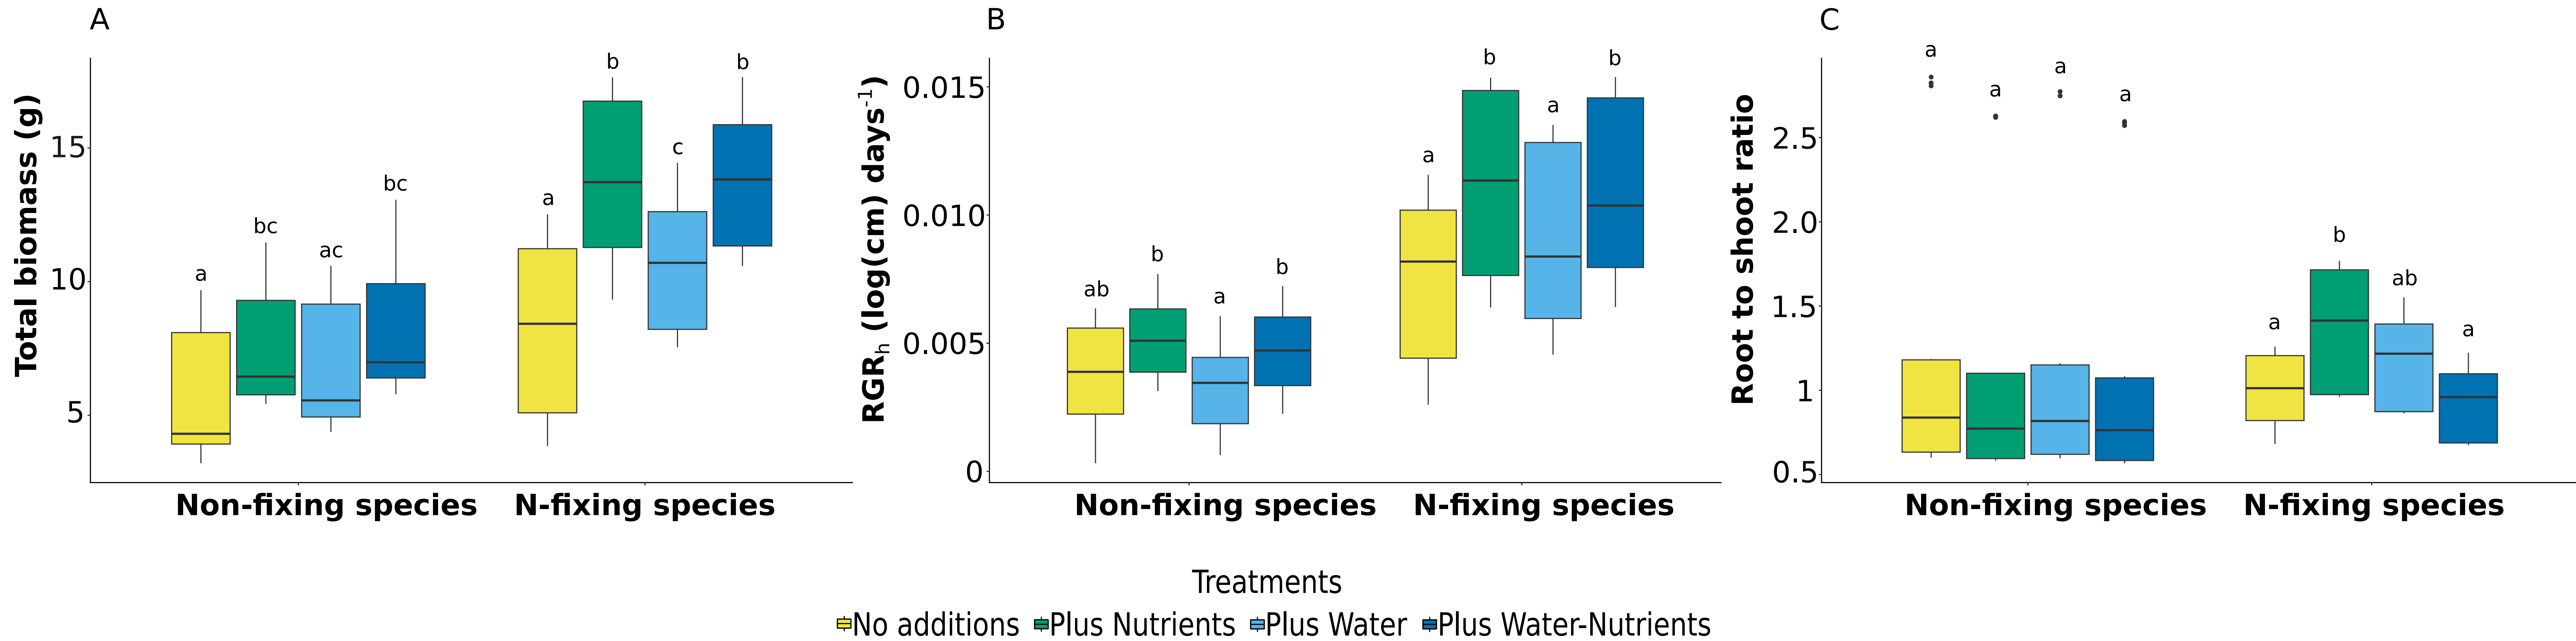 A
Total biomass (g)
15
10
5
a
bc
ac
bc
a
b
c
b
Non-fixing species
N-fixing species
B
RGRh (log(cm) days-1)
0.015
0.010
0.005
0
ab
b
a
b
a
b
a
b
Non-fixing species
N-fixing species
C
Root to shoot ratio
2.5
2.0
1.5
1
0.5
a
a
a
a
a
b
ab
a
Non-fixing species
N-fixing species
Treatments
No additions Plus Nutrients Plus Water Plus Water-Nutrients